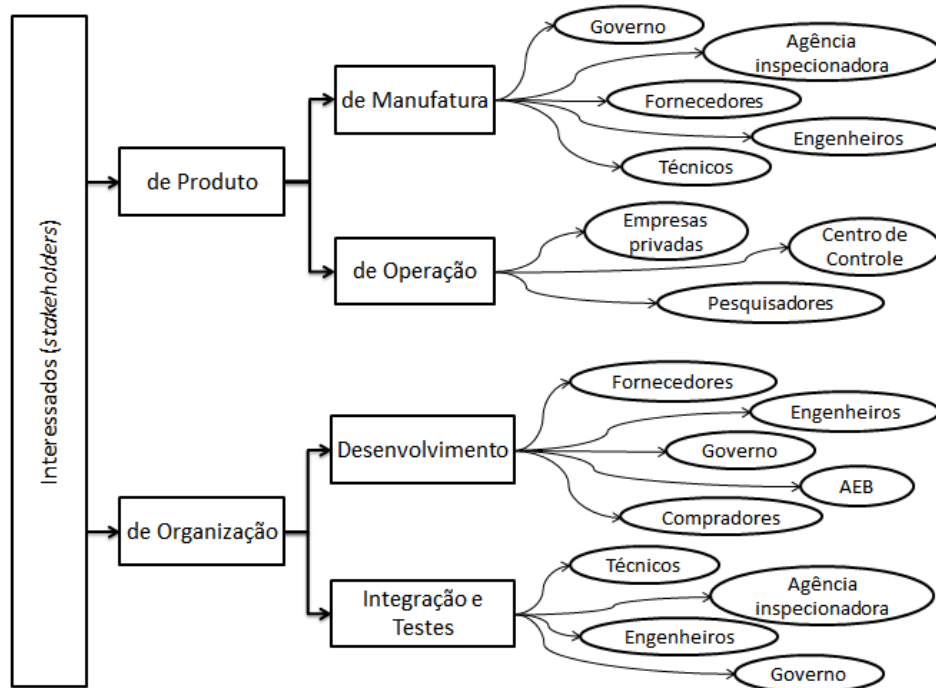 Interessados (stakeholders)
de Produto
de Manufatura
Governo
Agência
inspecionadora
Fornecedores
Engenheiros
Técnicos
de Operação
Empresas
privadas
Centro de
Controle
Pesquisadores
de Organização
Desenvolvimento
Fornecedores
Engenheiros
Governo
AEB
Compradores
Integração e
Testes
Técnicos
Agência
inspecionadora
Engenheiros
Governo